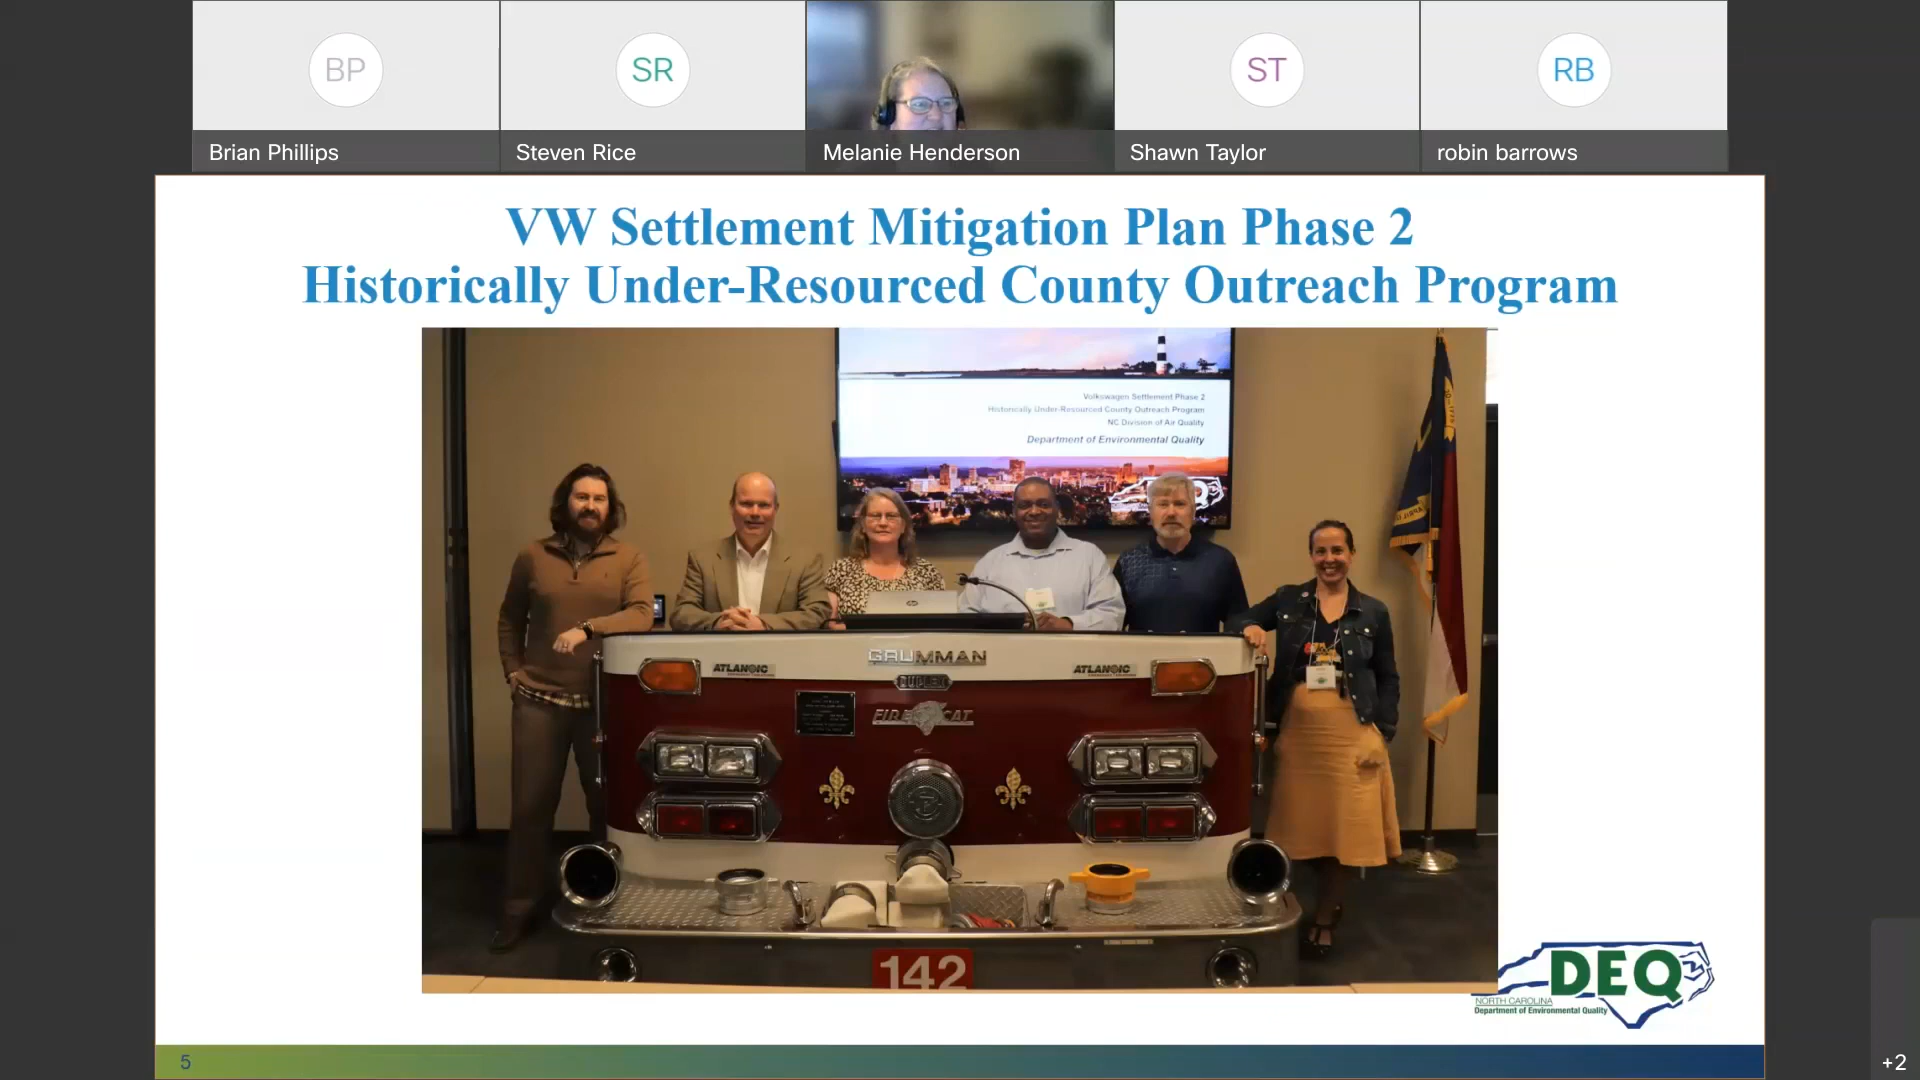 BP
SR
ST
RB
Brian Phillips
Steven Rice
Melanie Henderson
Shawn Taylor
robin barrows
VW Settlement Mitigation Plan Phase 2
Historically Under-Resourced County Outreach Program
Volkswagen Settlement Phase 2
Historically Under-Resourced County Outreach Program
NC Division of Air Quality
Department of Environmental Quality
GRUMMAN
ATLANTIC
ATLANTIC
FIRECAT
142
DEQ
NORTH CAROLINA
Department of Environmental Quality
5
+2